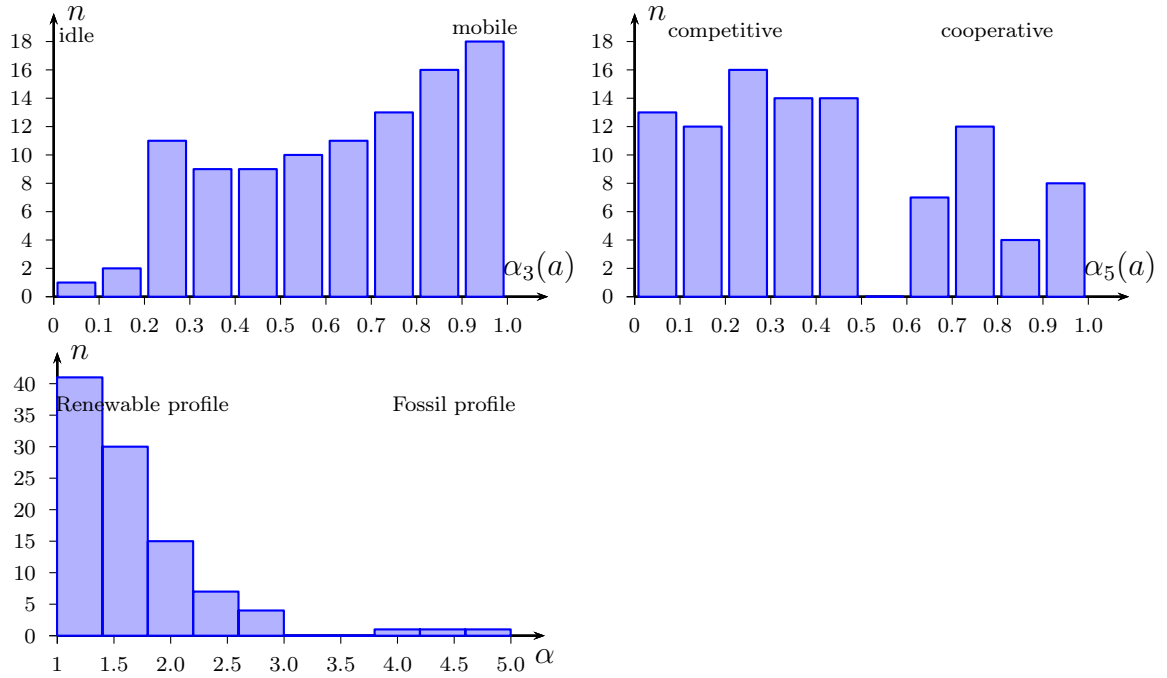 n
idle
mobile
18
16
14
12
10
8
6
4
2
0
α₃(a)
0 0.1 0.2 0.3 0.4 0.5 0.6 0.7 0.8 0.9 1.0
n
competitive cooperative
18
16
14
12
10
8
6
4
2
0
α₅(a)
0 0.1 0.2 0.3 0.4 0.5 0.6 0.7 0.8 0.9 1.0
n
40
Renewable profile Fossil profile
35
30
25
20
15
10
5
0
1 1.5 2.0 2.5 3.0 3.5 4.0 4.5 5.0 α